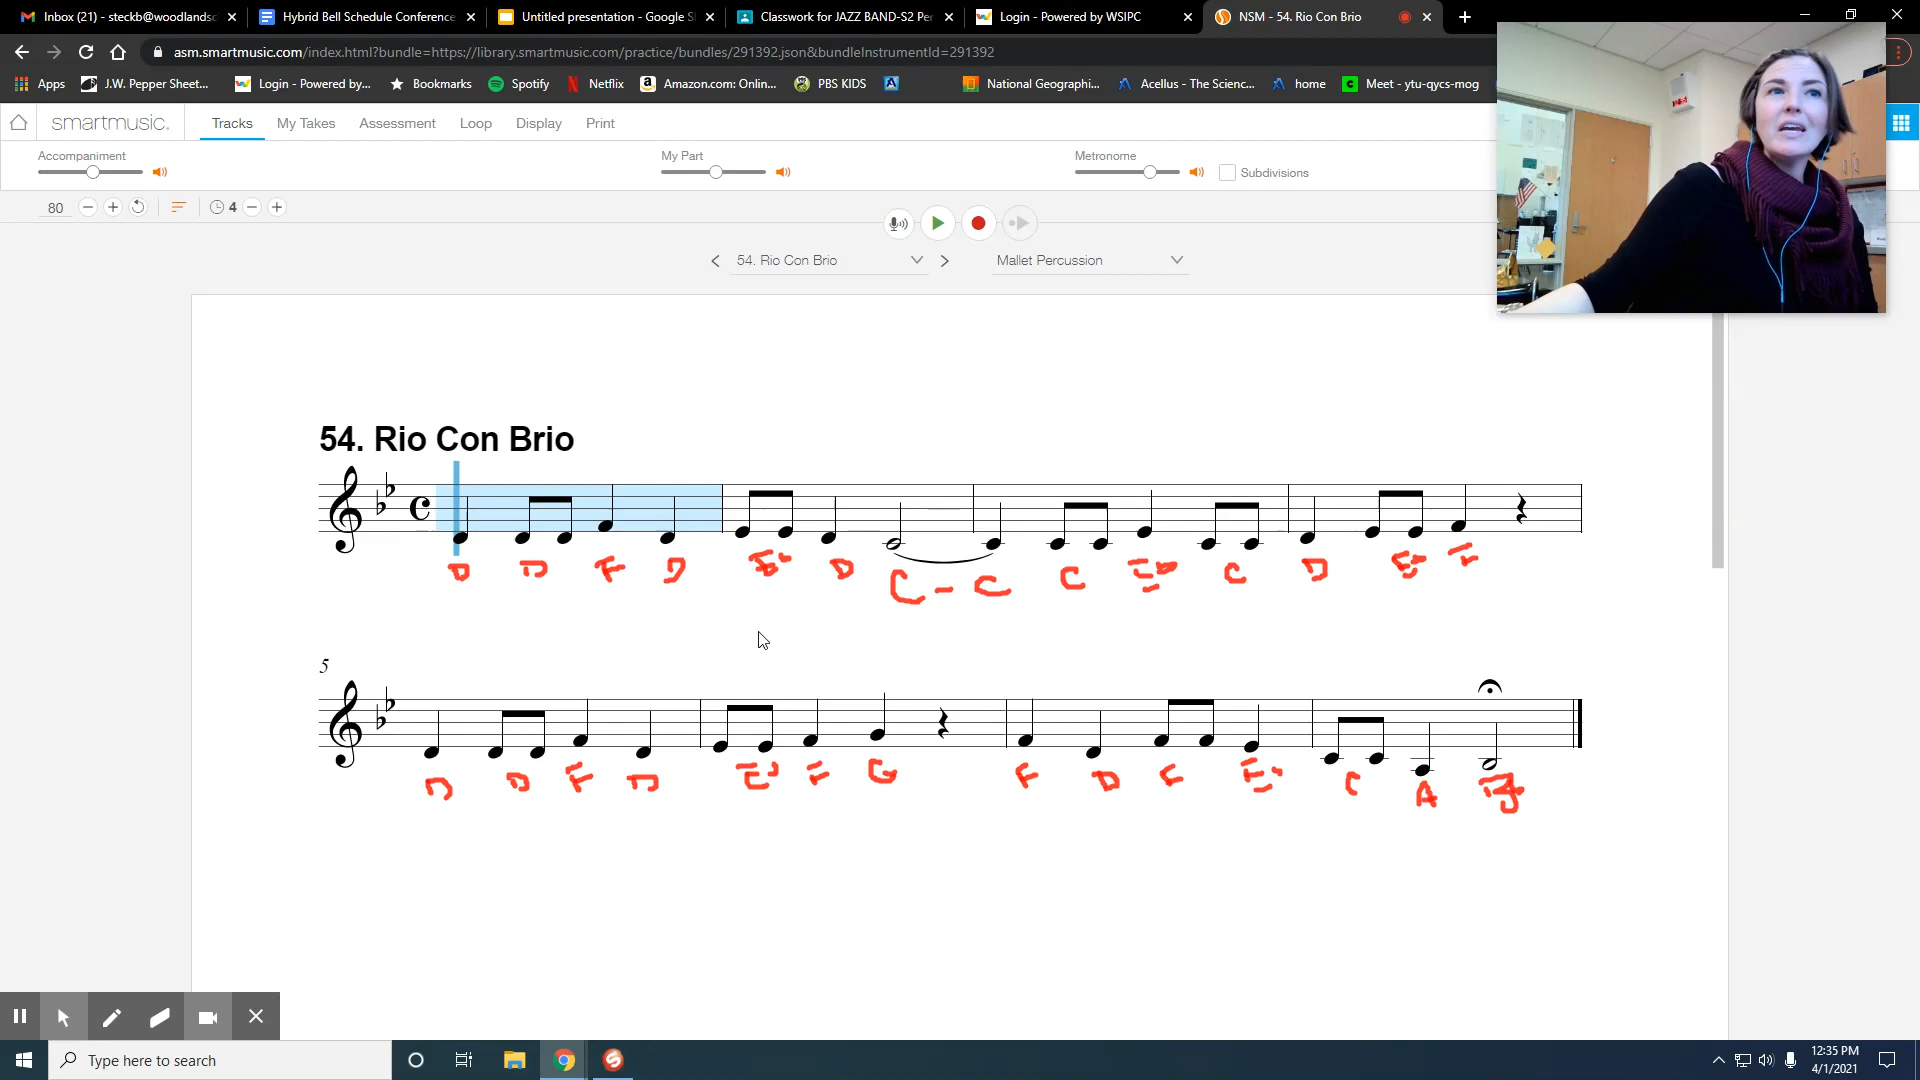 Inbox (21) - steckb@woodlandsc Hybrid Bell Schedule Conference Untitled presentation - Google Sl Classwork for JAZZ BAND-S2 Per Login - Powered by WSIPC NSM - 54. Rio Con Brio
asm.smartmusic.com/index.html?bundle=https://library.smartmusic.com/practice/bundles/291392.json&bundleInstrumentId=291392
Apps J.W. Pepper Sheet... Login - Powered by... Bookmarks Spotify Netflix Amazon.com: Onlin... PBS KIDS National Geographi... Acellus - The Scienc... home Meet - ytu-qycs-mog
smartmusic. Tracks My Takes Assessment Loop Display Print
Accompaniment My Part Metronome
Subdivisions
80 4
54. Rio Con Brio Mallet Percussion
54. Rio Con Brio
D D F D E♭ D C - C C E♭ C D E♭ F
5
D D F D E♭ F G F D F E♭ C A
Type here to search
12:35 PM
4/1/2021